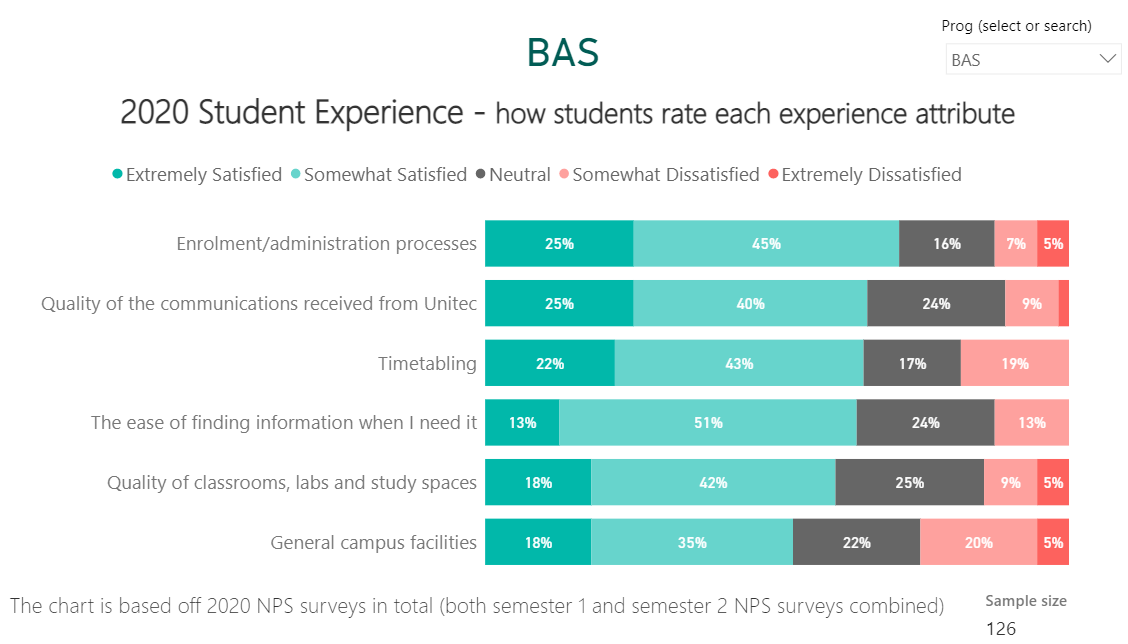 Prog (select or search)
BAS
BAS
2020 Student Experience - how students rate each experience attribute
Extremely Satisfied Somewhat Satisfied Neutral Somewhat Dissatisfied Extremely Dissatisfied
Enrolment/administration processes 25% 45% 16% 7% 5%
Quality of the communications received from Unitec 25% 40% 24% 9%
Timetabling 22% 43% 17% 19%
The ease of finding information when I need it 13% 51% 24% 13%
Quality of classrooms, labs and study spaces 18% 42% 25% 9% 5%
General campus facilities 18% 35% 22% 20% 5%
The chart is based off 2020 NPS surveys in total (both semester 1 and semester 2 NPS surveys combined)
Sample size
126